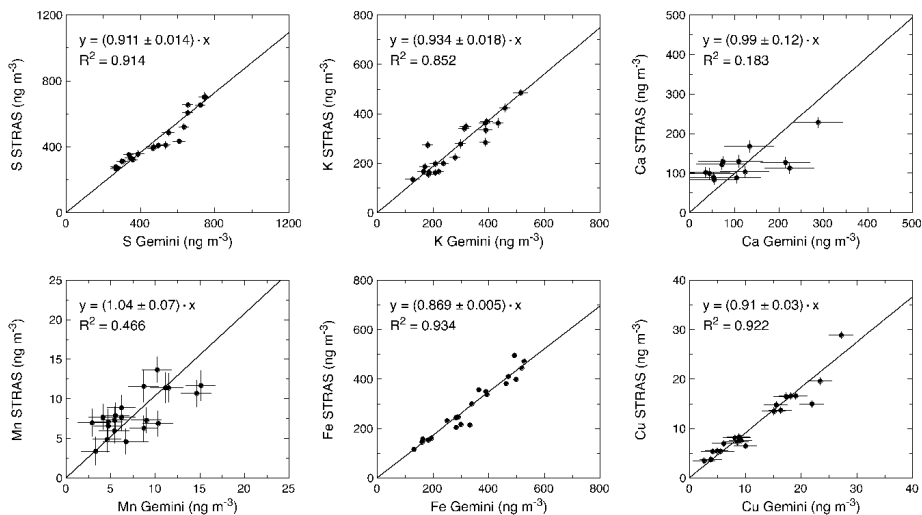 1200
800
400
0
S STRAS (ng m⁻³)
y = (0.911 ± 0.014) · x
R² = 0.914
0 400 800 1200
S Gemini (ng m⁻³)
800
600
400
200
0
K STRAS (ng m⁻³)
y = (0.934 ± 0.018) · x
R² = 0.852
0 200 400 600 800
K Gemini (ng m⁻³)
500
400
300
200
100
0
Ca STRAS (ng m⁻³)
y = (0.99 ± 0.12) · x
R² = 0.183
0 100 200 300 400 500
Ca Gemini (ng m⁻³)
25
20
15
10
5
0
Mn STRAS (ng m⁻³)
y = (1.04 ± 0.07) · x
R² = 0.466
0 5 10 15 20 25
Mn Gemini (ng m⁻³)
800
600
400
200
0
Fe STRAS (ng m⁻³)
y = (0.869 ± 0.005) · x
R² = 0.934
0 200 400 600 800
Fe Gemini (ng m⁻³)
40
30
20
10
0
Cu STRAS (ng m⁻³)
y = (0.91 ± 0.03) · x
R² = 0.922
0 10 20 30 40
Cu Gemini (ng m⁻³)